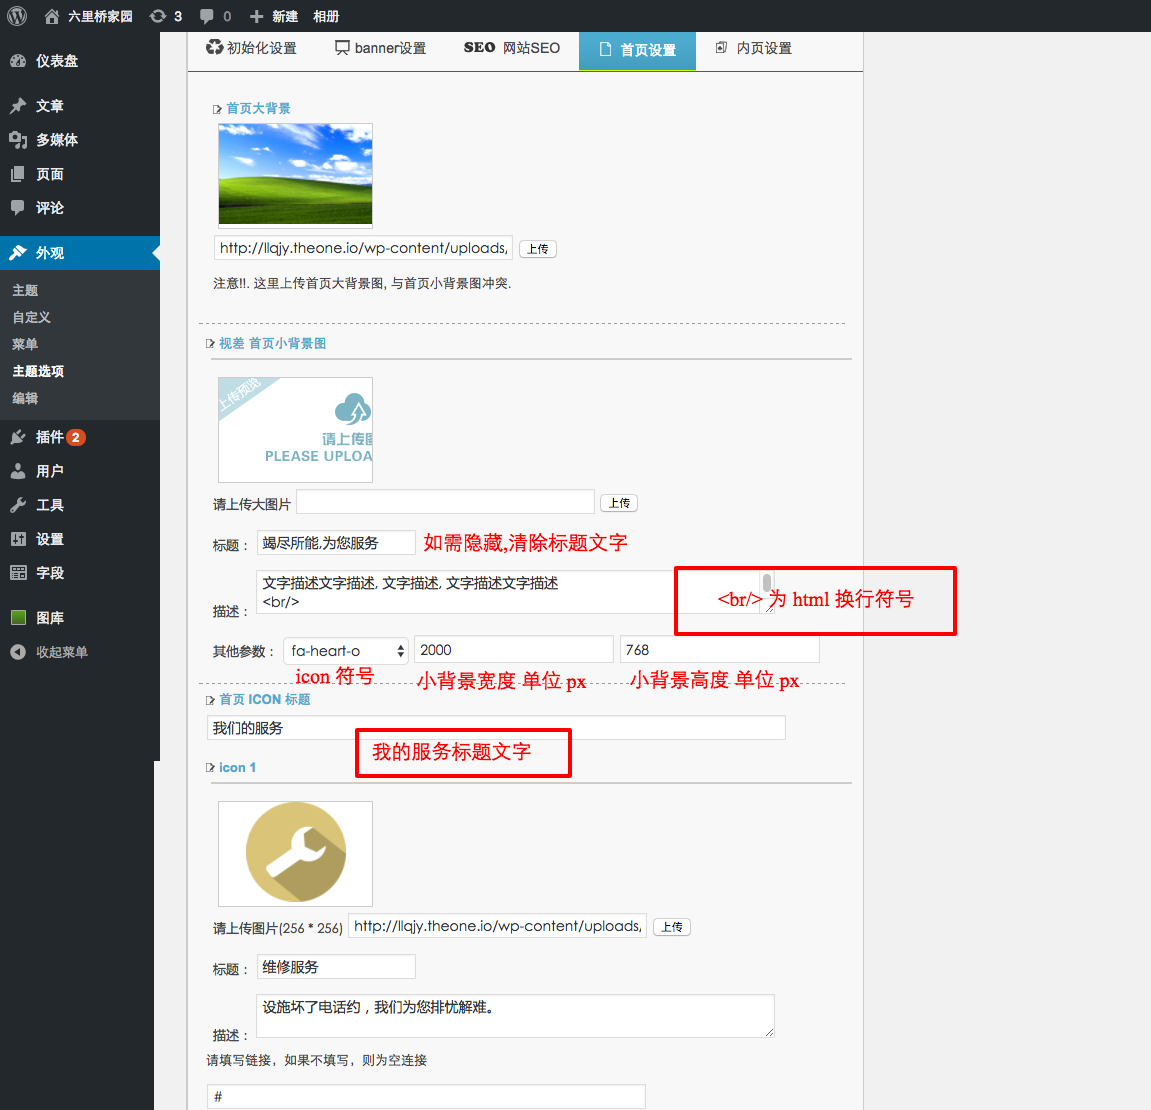 六里桥家园 3 0 新建 相册
仪表盘
文章
多媒体
页面
评论
外观
主题
自定义
菜单
主题选项
编辑
插件 2
用户
工具
设置
字段
图库
收起菜单
初始化设置 banner设置 SEO 网站SEO 首页设置 内页设置
首页大背景
http://llqjy.theone.io/wp-content/uploads, 上传
注意!!. 这里上传首页大背景图, 与首页小背景图冲突.
视差 首页小背景图
上传预览
请上传图
PLEASE UPLOA
请上传大图片 上传
标题： 竭尽所能,为您服务 如需隐藏,清除标题文字
文字描述文字描述, 文字描述, 文字描述文字描述
<br/>
描述：
<br/> 为 html 换行符号
其他参数： fa-heart-o 2000 768
icon 符号 小背景宽度 单位 px 小背景高度 单位 px
首页 ICON 标题
我们的服务
我的服务标题文字
icon 1
请上传图片(256 * 256) http://llqjy.theone.io/wp-content/uploads, 上传
标题： 维修服务
设施坏了电话约，我们为您排忧解难。
描述：
请填写链接，如果不填写，则为空连接
#